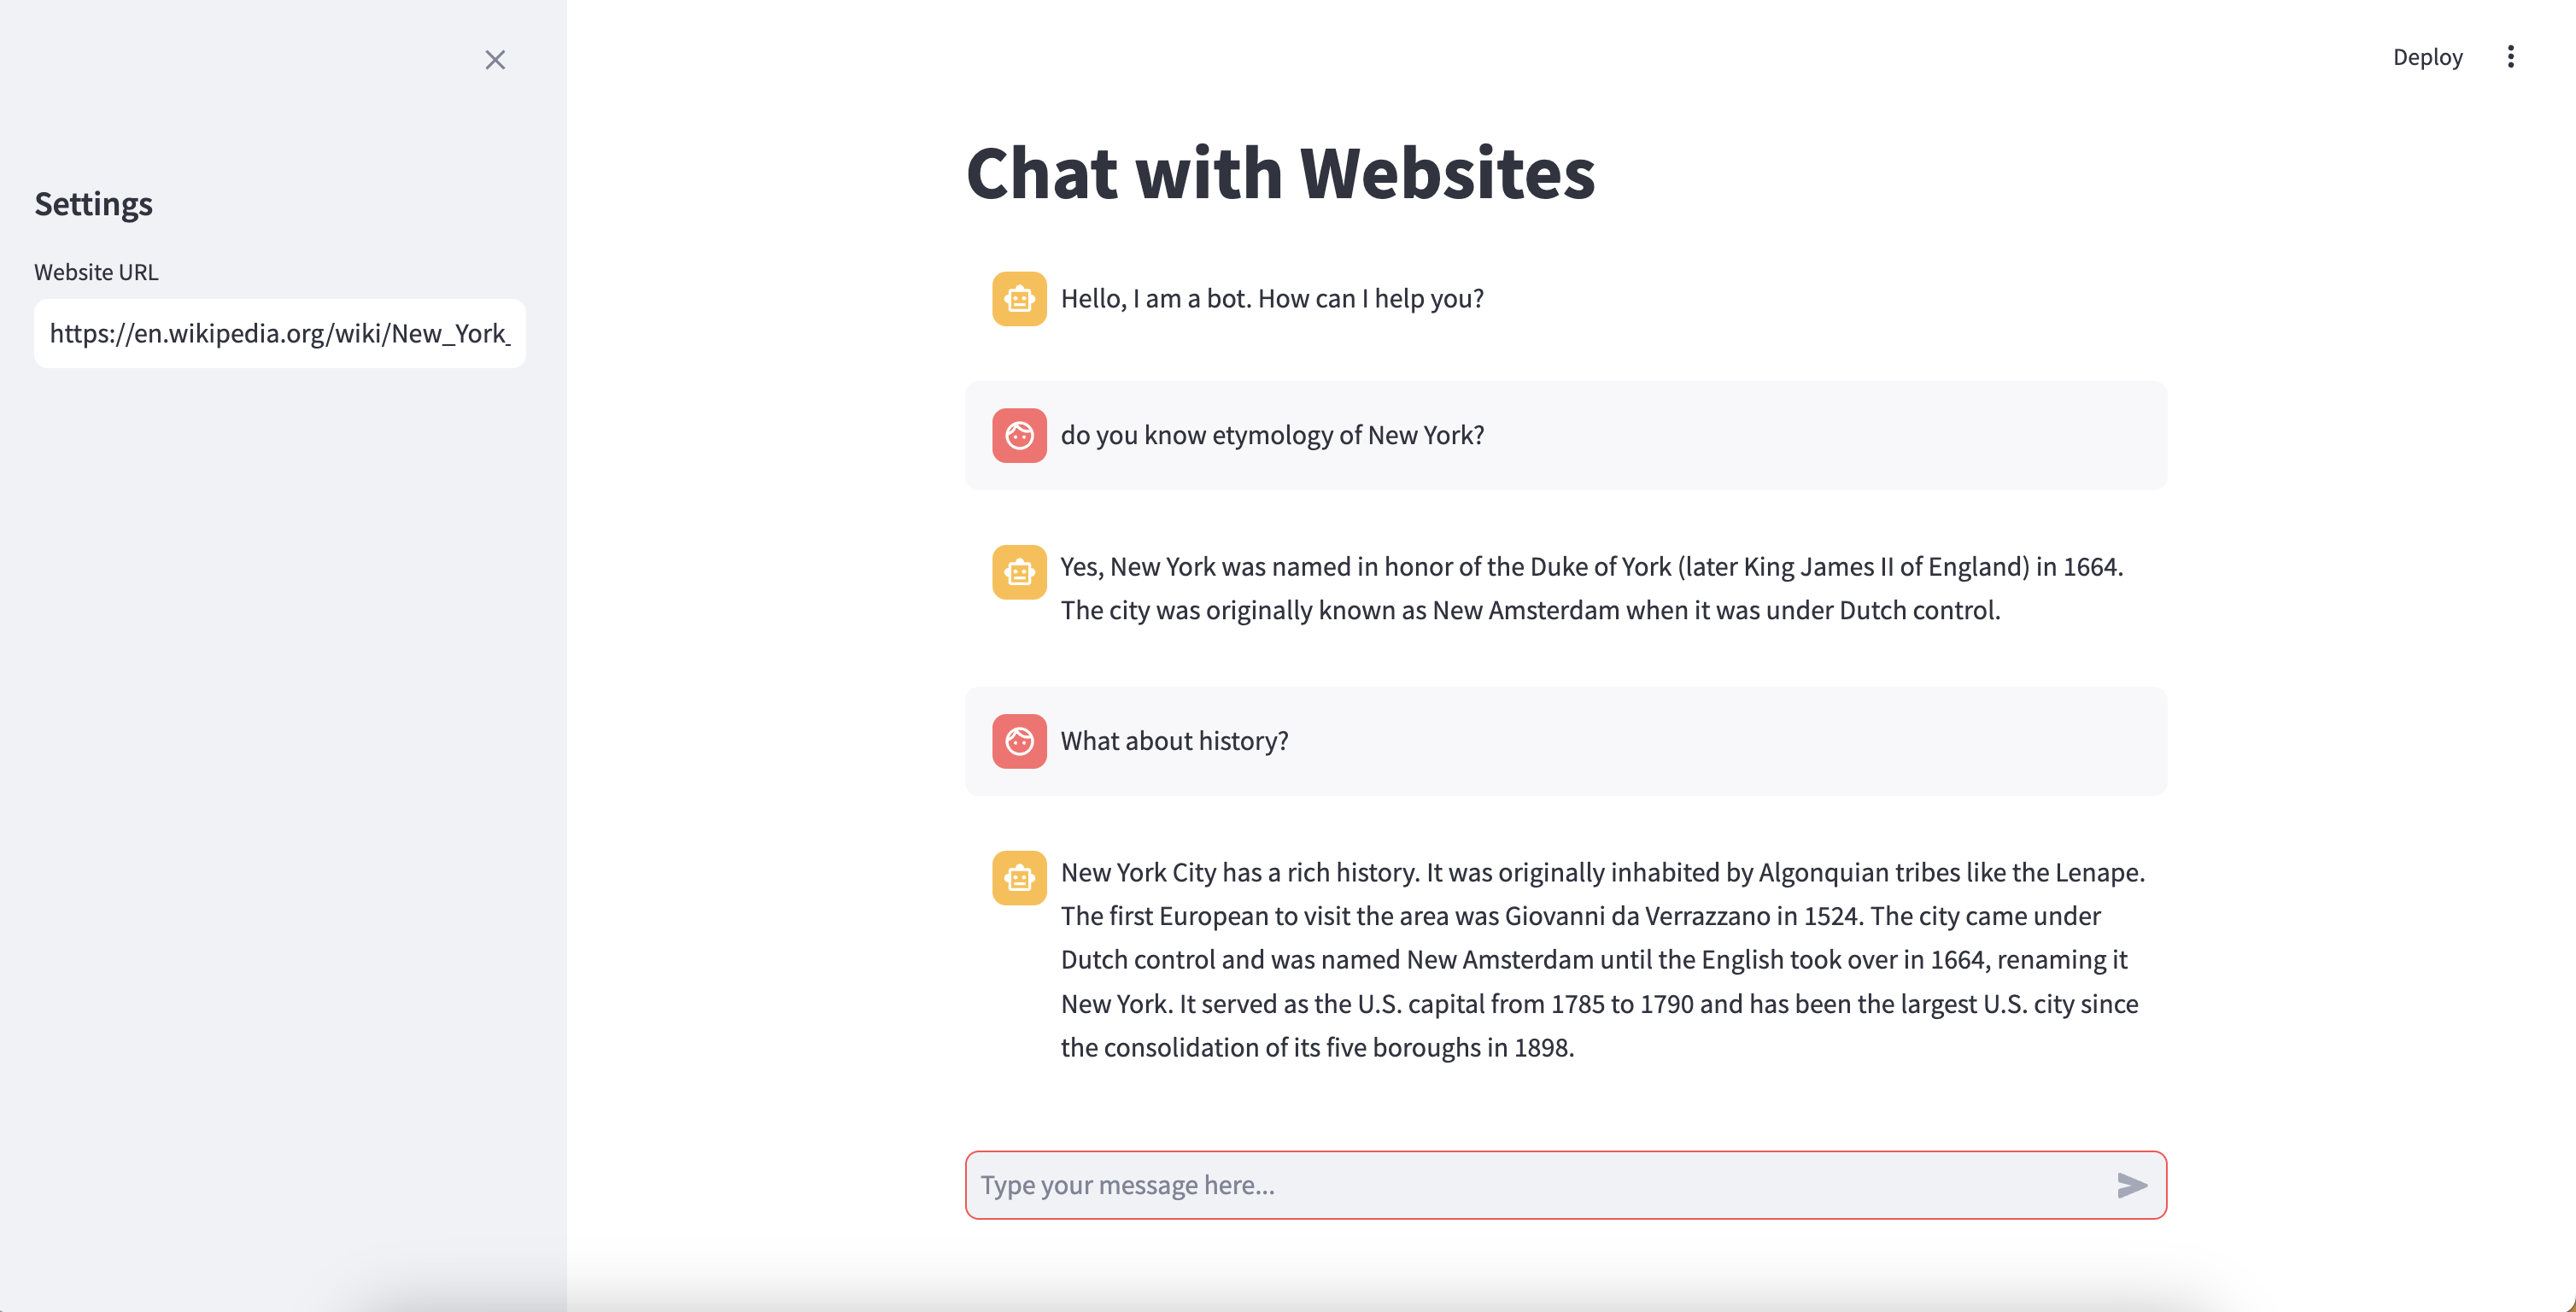 Deploy
Settings
Website URL
https://en.wikipedia.org/wiki/New_York_
Chat with Websites
Hello, I am a bot. How can I help you?
do you know etymology of New York?
Yes, New York was named in honor of the Duke of York (later King James II of England) in 1664.
The city was originally known as New Amsterdam when it was under Dutch control.
What about history?
New York City has a rich history. It was originally inhabited by Algonquian tribes like the Lenape.
The first European to visit the area was Giovanni da Verrazzano in 1524. The city came under
Dutch control and was named New Amsterdam until the English took over in 1664, renaming it
New York. It served as the U.S. capital from 1785 to 1790 and has been the largest U.S. city since
the consolidation of its five boroughs in 1898.
Type your message here...